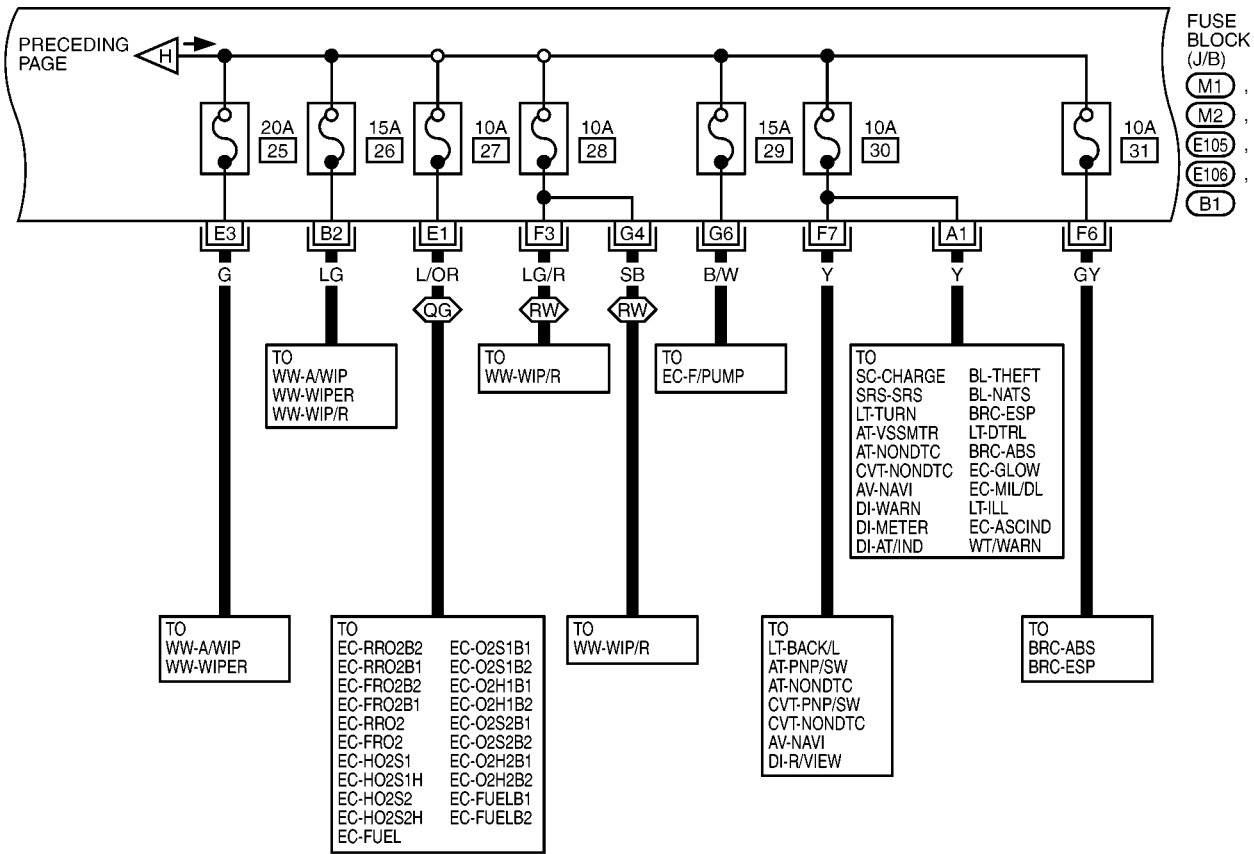 PRECEDING
PAGE
H
FUSE
BLOCK
(J/B)
M1 ,
M2 ,
E105 ,
E106 ,
B1
20A
25
15A
26
10A
27
10A
28
15A
29
10A
30
10A
31
E3 B2 E1 F3 G4 G6 F7 A1 F6
G LG L/OR LG/R SB B/W Y Y GY
QG RW RW
TO
WW-A/WIP
WW-WIPER
WW-WIP/R
TO
WW-WIP/R
TO
EC-F/PUMP
TO
SC-CHARGE BL-THEFT
SRS-SRS BL-NATS
LT-TURN BRC-ESP
AT-VSSMTR LT-DTRL
AT-NONDTC BRC-ABS
CVT-NONDTC EC-GLOW
AV-NAVI EC-MIL/DL
DI-WARN LT-ILL
DI-METER EC-ASCIND
DI-AT/IND WT/WARN
TO
WW-A/WIP
WW-WIPER
TO
EC-RRO2B2 EC-O2S1B1
EC-RRO2B1 EC-O2S1B2
EC-FRO2B2 EC-O2H1B1
EC-FRO2B1 EC-O2H1B2
EC-RRO2 EC-O2S2B1
EC-FRO2 EC-O2S2B2
EC-HO2S1 EC-O2H2B1
EC-HO2S1H EC-O2H2B2
EC-HO2S2 EC-FUELB1
EC-HO2S2H EC-FUELB2
EC-FUEL
TO
WW-WIP/R
TO
LT-BACK/L
AT-PNP/SW
AT-NONDTC
CVT-PNP/SW
CVT-NONDTC
AV-NAVI
DI-R/VIEW
TO
BRC-ABS
BRC-ESP